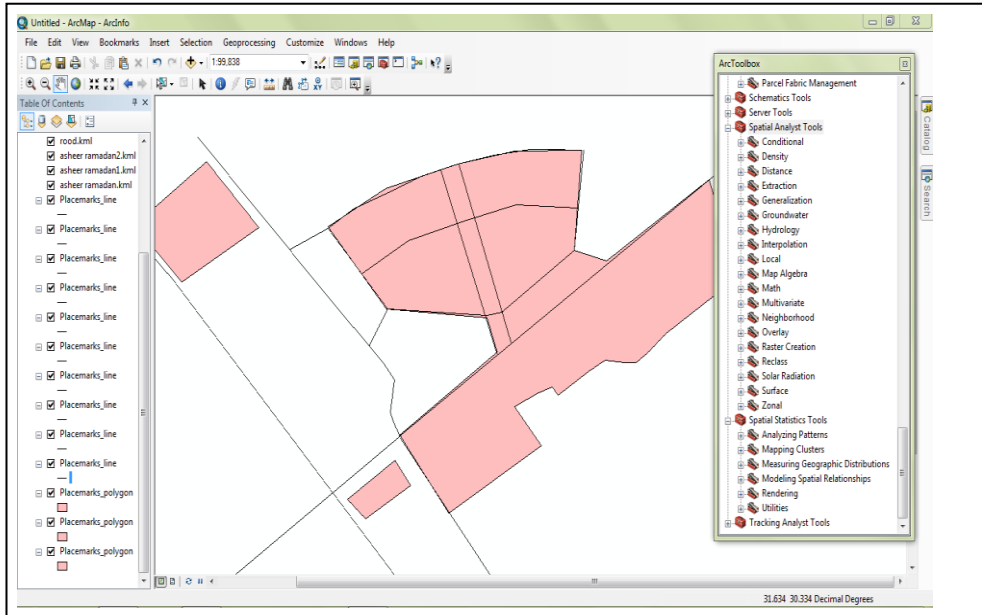 Untitled - ArcMap - ArcInfo
File Edit View Bookmarks Insert Selection Geoprocessing Customize Windows Help
1:99,838
Table Of Contents
rood.kml
asheer ramadan2.kml
asheer ramadan1.kml
asheer ramadan.kml
Placemarks_line
Placemarks_line
Placemarks_line
Placemarks_line
Placemarks_line
Placemarks_line
Placemarks_line
Placemarks_line
Placemarks_line
Placemarks_line
Placemarks_polygon
Placemarks_polygon
Placemarks_polygon
ArcToolbox
Parcel Fabric Management
Schematics Tools
Server Tools
Spatial Analyst Tools
Conditional
Density
Distance
Extraction
Generalization
Groundwater
Hydrology
Interpolation
Local
Map Algebra
Math
Multivariate
Neighborhood
Overlay
Raster Creation
Reclass
Solar Radiation
Surface
Zonal
Spatial Statistics Tools
Analyzing Patterns
Mapping Clusters
Measuring Geographic Distributions
Modeling Spatial Relationships
Rendering
Utilities
Tracking Analyst Tools
Catalog
Search
31.634 30.334 Decimal Degrees